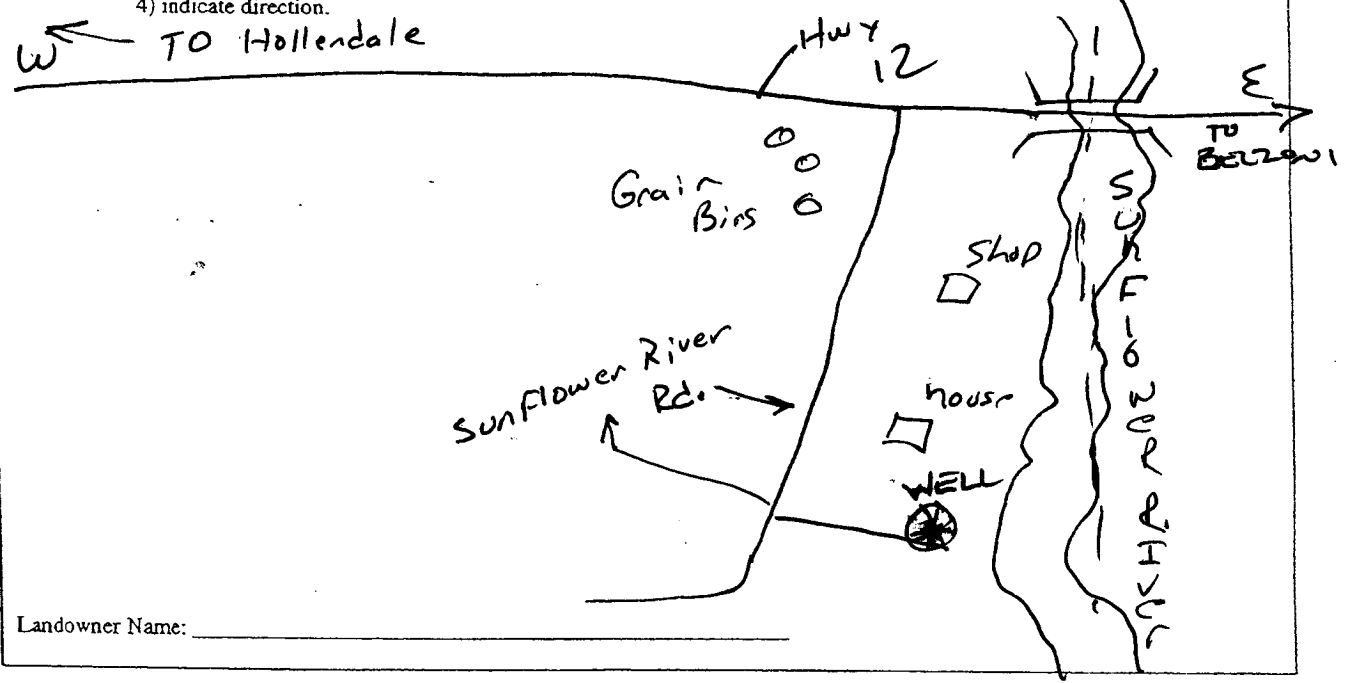 4) indicate direction.
W
TO Hollendale
Hwy
12
E
TO
BELZONI
Grain
Bins
SUNFlOWER RIVEr
Shop
SunFlower River
Rd.
house
WELL
Landowner Name: